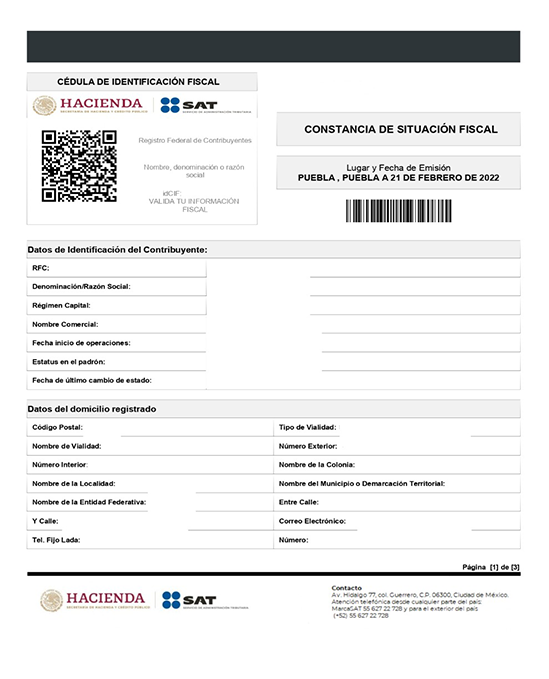 CÉDULA DE IDENTIFICACIÓN FISCAL
HACIENDA
SECRETARÍA DE HACIENDA Y CRÉDITO PÚBLICO
SAT
SERVICIO DE ADMINISTRACIÓN TRIBUTARIA
Registro Federal de Contribuyentes
Nombre, denominación o razón
social
idCIF:
VALIDA TU INFORMACIÓN
FISCAL
CONSTANCIA DE SITUACIÓN FISCAL
Lugar y Fecha de Emisión
PUEBLA , PUEBLA A 21 DE FEBRERO DE 2022
Datos de Identificación del Contribuyente:
RFC:
Denominación/Razón Social:
Régimen Capital:
Nombre Comercial:
Fecha inicio de operaciones:
Estatus en el padrón:
Fecha de último cambio de estado:
Datos del domicilio registrado
Código Postal:
Tipo de Vialidad:
Nombre de Vialidad:
Número Exterior:
Número Interior:
Nombre de la Colonia:
Nombre de la Localidad:
Nombre del Municipio o Demarcación Territorial:
Nombre de la Entidad Federativa:
Entre Calle:
Y Calle:
Correo Electrónico:
Tel. Fijo Lada:
Número:
Página [1] de [3]
HACIENDA
SECRETARÍA DE HACIENDA Y CRÉDITO PÚBLICO
SAT
SERVICIO DE ADMINISTRACIÓN TRIBUTARIA
Contacto
Av. Hidalgo 77, col. Guerrero, C.P. 06300, Ciudad de México.
Atención telefónica desde cualquier parte del país:
MarcaSAT 55 627 22 728 y para el exterior del país
(+52) 55 627 22 728